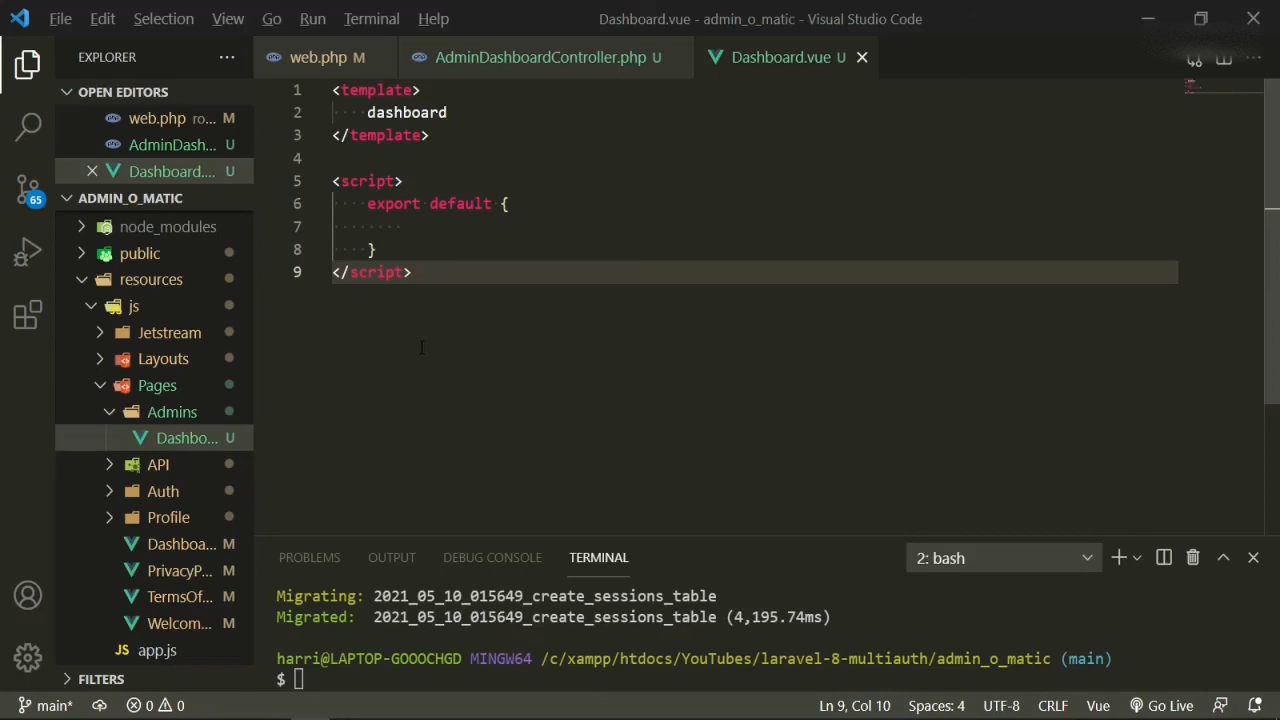 File Edit Selection View Go Run Terminal Help Dashboard.vue - admin_o_matic - Visual Studio Code
EXPLORER
web.php M AdminDashboardController.php U Dashboard.vue U
OPEN EDITORS
web.php ro... M
AdminDash... U
Dashboard.... U
ADMIN_O_MATIC
node_modules
public
resources
js
Jetstream
Layouts
Pages
Admins
Dashbo... U
API
Auth
Profile
Dashboa... M
PrivacyP... M
TermsOf... M
Welcom... M
app.js
FILTERS
65
1 <template>
2 dashboard
3 </template>
4
5 <script>
6 export default {
7
8 }
9 </script>
PROBLEMS OUTPUT DEBUG CONSOLE TERMINAL 2: bash
Migrating: 2021_05_10_015649_create_sessions_table
Migrated: 2021_05_10_015649_create_sessions_table (4,195.74ms)
harri@LAPTOP-GOOOCHGD MINGW64 /c/xampp/htdocs/YouTubes/laravel-8-multiauth/admin_o_matic (main)
$
main* 0 0 Ln 9, Col 10 Spaces: 4 UTF-8 CRLF Vue Go Live